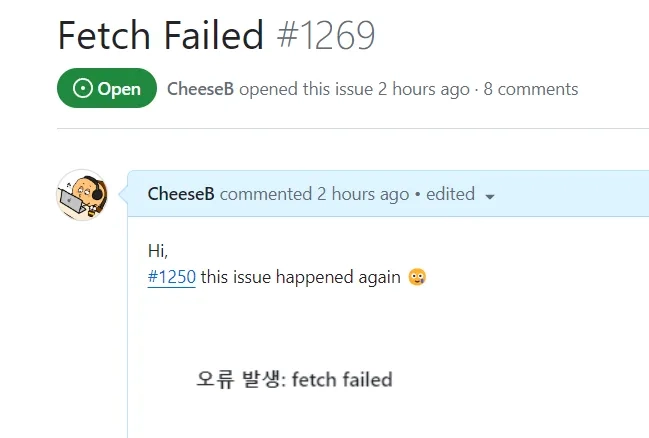 Fetch Failed #1269
Open CheeseB opened this issue 2 hours ago · 8 comments
CheeseB commented 2 hours ago • edited
Hi,
#1250 this issue happened again 🤪
오류 발생: fetch failed